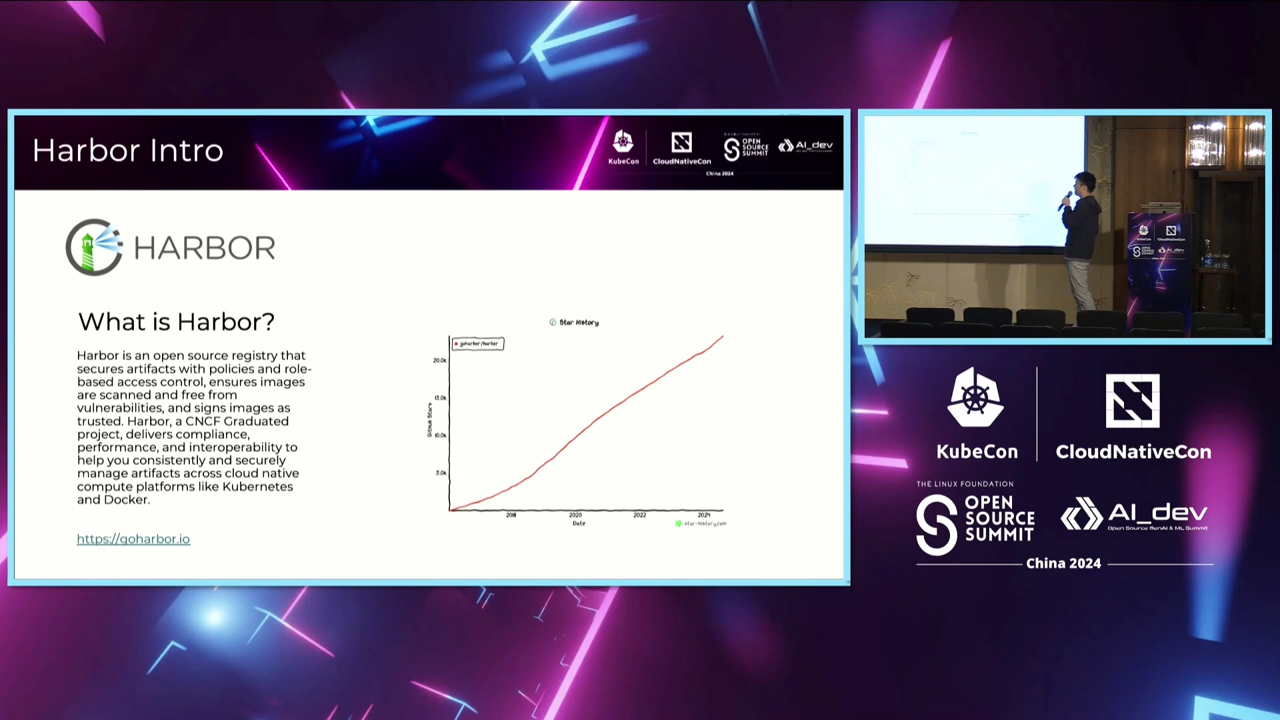 Harbor Intro
KubeCon
CloudNativeCon
OPEN
SOURCE
SUMMIT
AI_dev
China 2024
HARBOR
What is Harbor?
Harbor is an open source registry that
secures artifacts with policies and role-
based access control, ensures images
are scanned and free from
vulnerabilities, and signs images as
trusted. Harbor, a CNCF Graduated
project, delivers compliance,
performance, and interoperability to
help you consistently and securely
manage artifacts across cloud native
compute platforms like Kubernetes
and Docker.
https://goharbor.io
Star History
goharbor/harbor
20.0k
15.0k
10.0k
5.0k
GitHub Stars
2018
2020
2022
2024
Date
star-history.com
KubeCon
CloudNativeCon
THE LINUX FOUNDATION
OPEN
SOURCE
SUMMIT
AI_dev
Open Source GenAI & ML Summit
China 2024